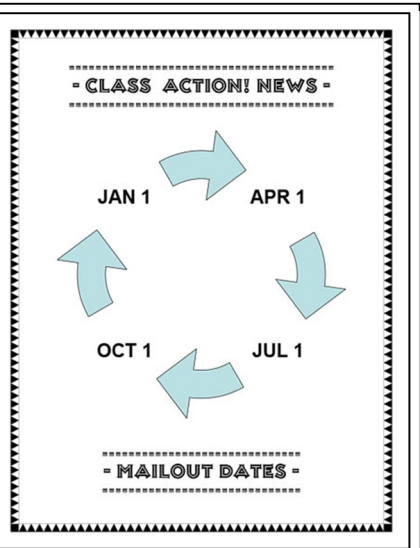 - CLASS ACTION! NEWS -
JAN 1 APR 1
OCT 1 JUL 1
- MAILOUT DATES -